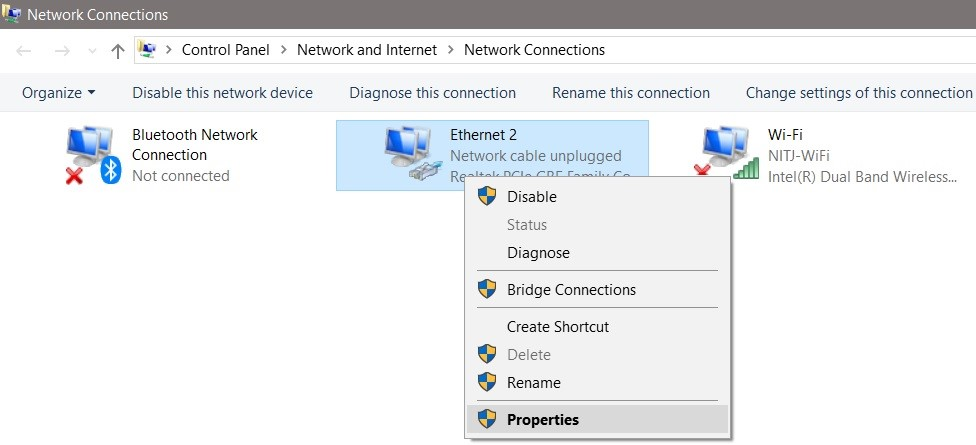 Network Connections
Control Panel > Network and Internet > Network Connections
Organize Disable this network device Diagnose this connection Rename this connection Change settings of this connection
Bluetooth Network
Connection
Not connected
Ethernet 2
Network cable unplugged
Realtek PCIe GBE Family Co...
Wi-Fi
NITJ-WiFi
Intel(R) Dual Band Wireless...
Disable
Status
Diagnose
Bridge Connections
Create Shortcut
Delete
Rename
Properties